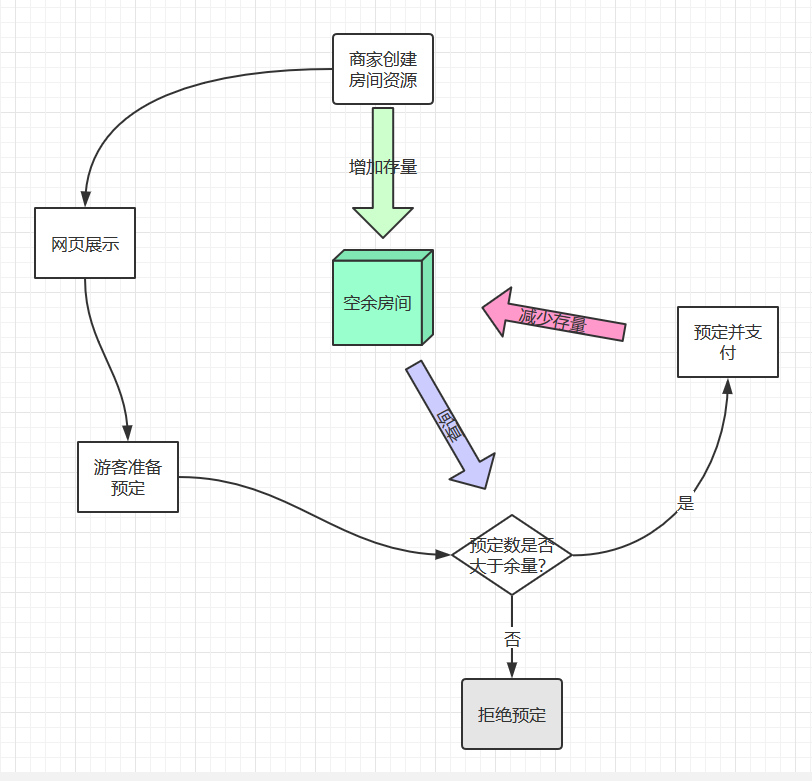 商家创建
房间资源
增加存量
网页展示
空余房间
减少存量
预定并支
付
游客准备
预定
预定数是否
大于余量?
是
否
拒绝预定